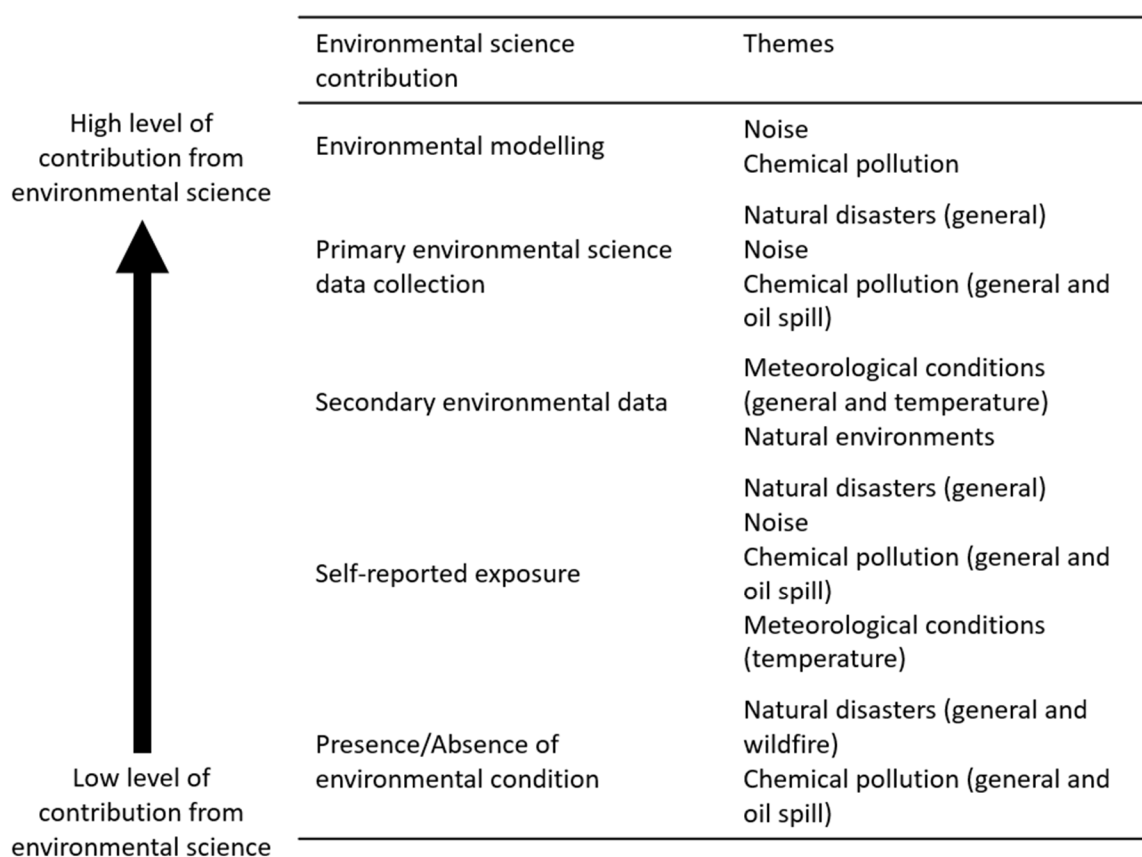 Environmental science
contribution
Themes
High level of
contribution from
environmental science
Environmental modelling
Noise
Chemical pollution
Primary environmental science
data collection
Natural disasters (general)
Noise
Chemical pollution (general and
oil spill)
Secondary environmental data
Meteorological conditions
(general and temperature)
Natural environments
Self-reported exposure
Natural disasters (general)
Noise
Chemical pollution (general and
oil spill)
Meteorological conditions
(temperature)
Presence/Absence of
environmental condition
Natural disasters (general and
wildfire)
Chemical pollution (general and
oil spill)
Low level of
contribution from
environmental science